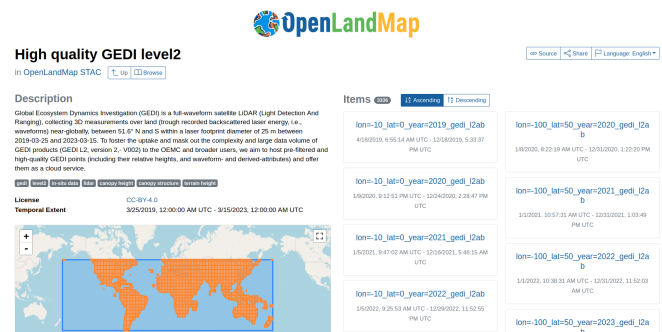 OpenLandMap
High quality GEDI level2
in OpenLandMap STAC
Up
Browse
Source
Share
Language: English
Description
Global Ecosystem Dynamics Investigation (GEDI) is a full-waveform satellite LiDAR (Light Detection And
Ranging), collecting 3D measurements over land (trough recorded backscattered laser energy, i.e.,
waveforms) near-globally, between 51.6° N and S within a laser footprint diameter of 25 m between
2019-03-25 and 2023-03-15. To foster the uptake and mask out the complexity and large data volume of
GEDI products (GEDI L2, version 2,- V002) to the OEMC and broader users, we aim to host pre-filtered and
high-quality GEDI points (including their relative heights, and waveform- and derived-attributes) and offer
them as a cloud service.
gedi
level2
in-situ data
lidar
canopy height
canopy structure
terrain height
License
CC-BY-4.0
Temporal Extent
3/25/2019, 12:00:00 AM UTC - 3/15/2023, 12:00:00 AM UTC
+
-
Items 3336
Ascending
Descending
lon=-10_lat=0_year=2019_gedi_l2ab
4/18/2019, 6:55:14 AM UTC - 12/18/2019, 5:33:37
PM UTC
lon=-10_lat=0_year=2020_gedi_l2ab
1/9/2020, 9:12:51 PM UTC - 12/24/2020, 2:28:47
PM UTC
lon=-10_lat=0_year=2021_gedi_l2ab
1/5/2021, 9:47:02 AM UTC - 12/16/2021, 5:48:15 AM
UTC
lon=-10_lat=0_year=2022_gedi_l2ab
1/5/2022, 9:25:53 AM UTC - 12/29/2022, 11:52:55
PM UTC
lon=-100_lat=50_year=2020_gedi_l2a
b
1/8/2020, 8:22:19 AM UTC - 12/31/2020, 1:22:20 PM
UTC
lon=-100_lat=50_year=2021_gedi_l2a
b
1/1/2021, 10:57:31 AM UTC - 12/31/2021, 1:03:49
PM UTC
lon=-100_lat=50_year=2022_gedi_l2a
b
1/1/2022, 10:38:31 AM UTC - 12/31/2022, 11:52:03
AM UTC
lon=-100_lat=50_year=2023_gedi_l2a